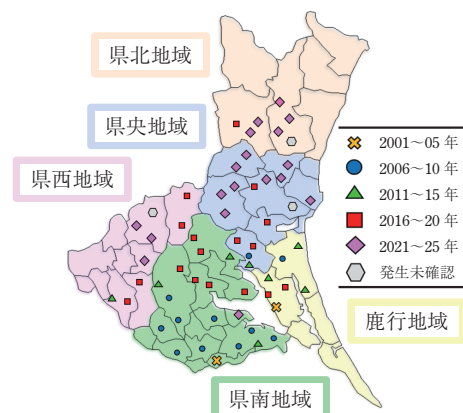 県北地域
県央地域
県西地域
2001～05 年
2006～10 年
2011～15 年
2016～20 年
2021～25 年
発生未確認
鹿行地域
県南地域